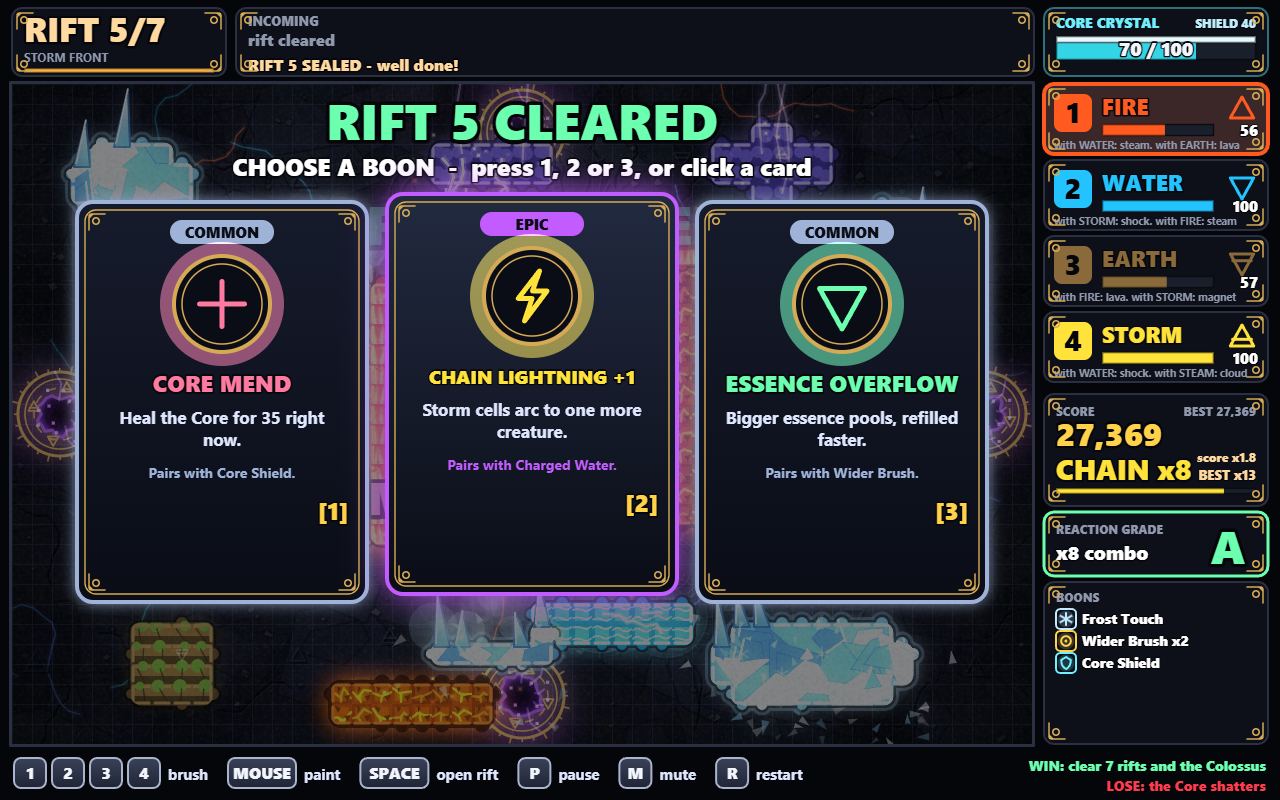 RIFT 5/7
STORM FRONT
INCOMING
rift cleared
RIFT 5 SEALED - well done!
CORE CRYSTAL
SHIELD 40
70 / 100
RIFT 5 CLEARED
CHOOSE A BOON - press 1, 2 or 3, or click a card
COMMON
CORE MEND
Heal the Core for 35 right
now.
Pairs with Core Shield.
[1]
EPIC
CHAIN LIGHTNING +1
Storm cells arc to one more
creature.
Pairs with Charged Water.
[2]
COMMON
ESSENCE OVERFLOW
Bigger essence pools, refilled
faster.
Pairs with Wider Brush.
[3]
1
FIRE
56
with WATER: steam. with EARTH: lava
2
WATER
100
with STORM: shock. with FIRE: steam
3
EARTH
57
with FIRE: lava. with STORM: magnet
4
STORM
100
with WATER: shock. with STEAM: cloud
SCORE
BEST 27,369
27,369
CHAIN x8
score x1.8
BEST x13
REACTION GRADE
x8 combo
A
BOONS
Frost Touch
Wider Brush x2
Core Shield
1 2 3 4 brush
MOUSE paint
SPACE open rift
P pause
M mute
R restart
WIN: clear 7 rifts and the Colossus
LOSE: the Core shatters